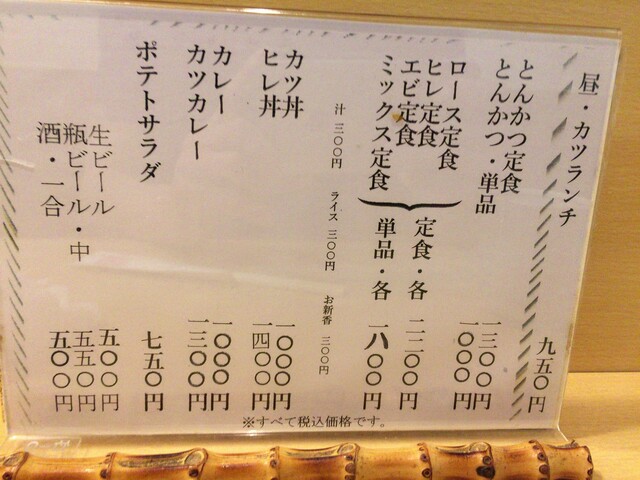 昼・カツランチ 九五〇円
とんかつ定食 一三〇〇円
とんかつ・単品 一〇〇〇円
ロース定食
ヒレ定食
エビ定食
ミックス定食
定食・各 二二〇〇円
単品・各 一八〇〇円
汁 三〇〇円 ライス 三〇〇円 お新香 三〇〇円
カツ丼 一〇〇〇円
ヒレ丼 一四〇〇円
カレー 一〇〇〇円
カツカレー 一三〇〇円
ポテトサラダ 七五〇円
生ビール 五〇〇円
瓶ビール・中 五五〇円
酒・一合 五〇〇円
※すべて税込価格です。